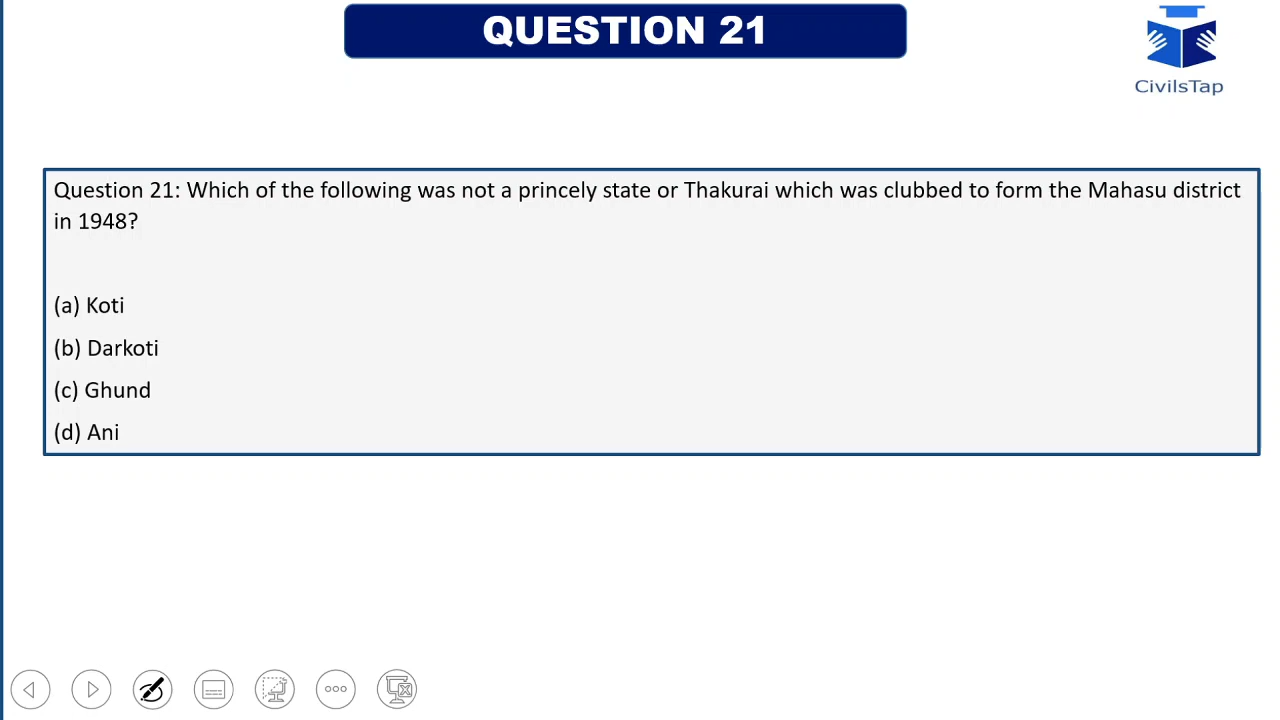 QUESTION 21
CivilsTap
Question 21: Which of the following was not a princely state or Thakurai which was clubbed to form the Mahasu district
in 1948?
(a) Koti
(b) Darkoti
(c) Ghund
(d) Ani